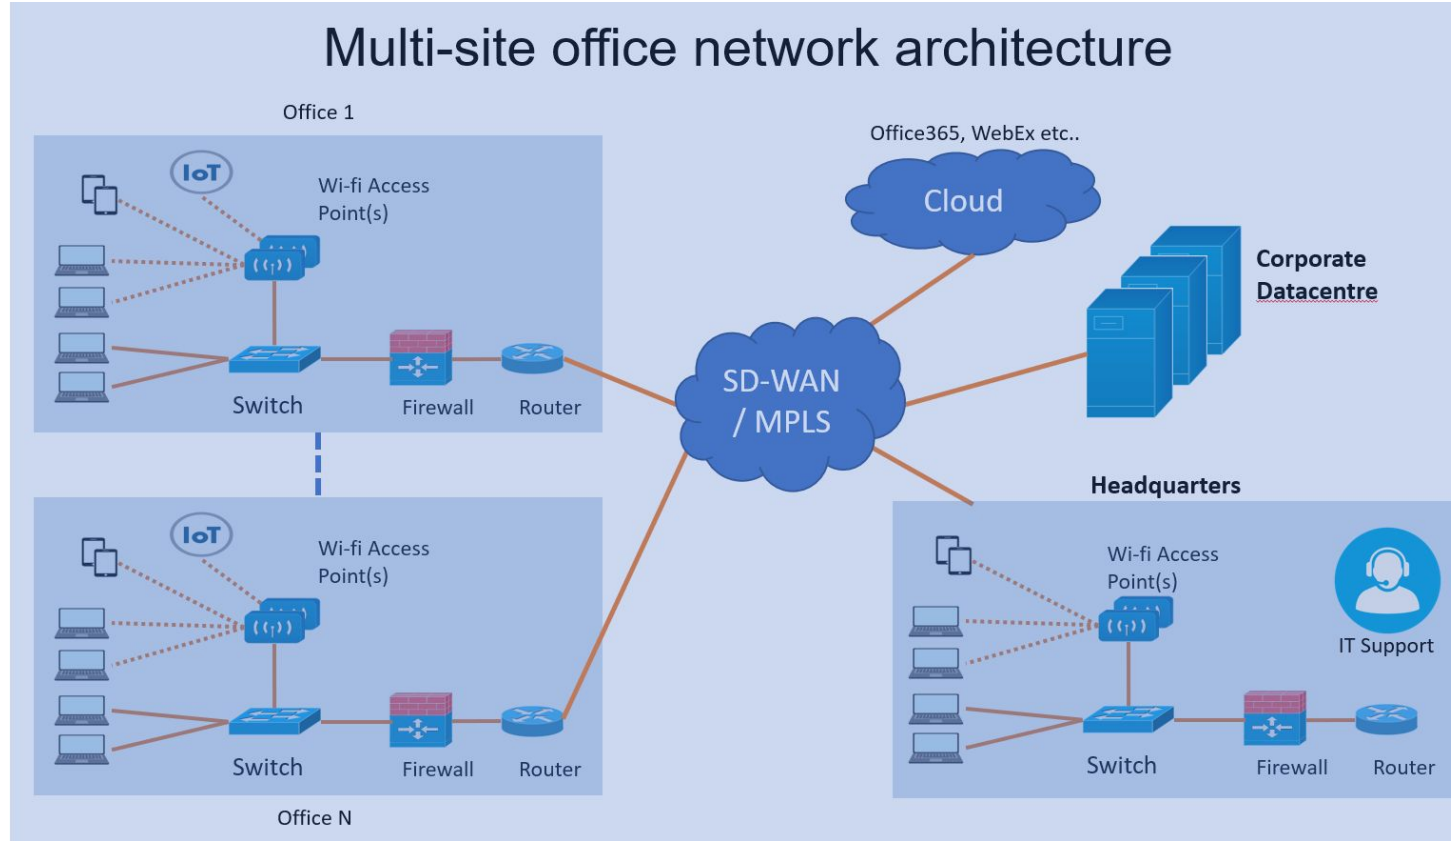 Multi-site office network architecture
Office 1
IoT
Wi-fi Access
Point(s)
Switch
Firewall
Router
Office365, WebEx etc..
Cloud
Corporate
Datacentre
SD-WAN
/ MPLS
IoT
Wi-fi Access
Point(s)
Switch
Firewall
Router
Office N
Headquarters
Wi-fi Access
Point(s)
IT Support
Switch
Firewall
Router